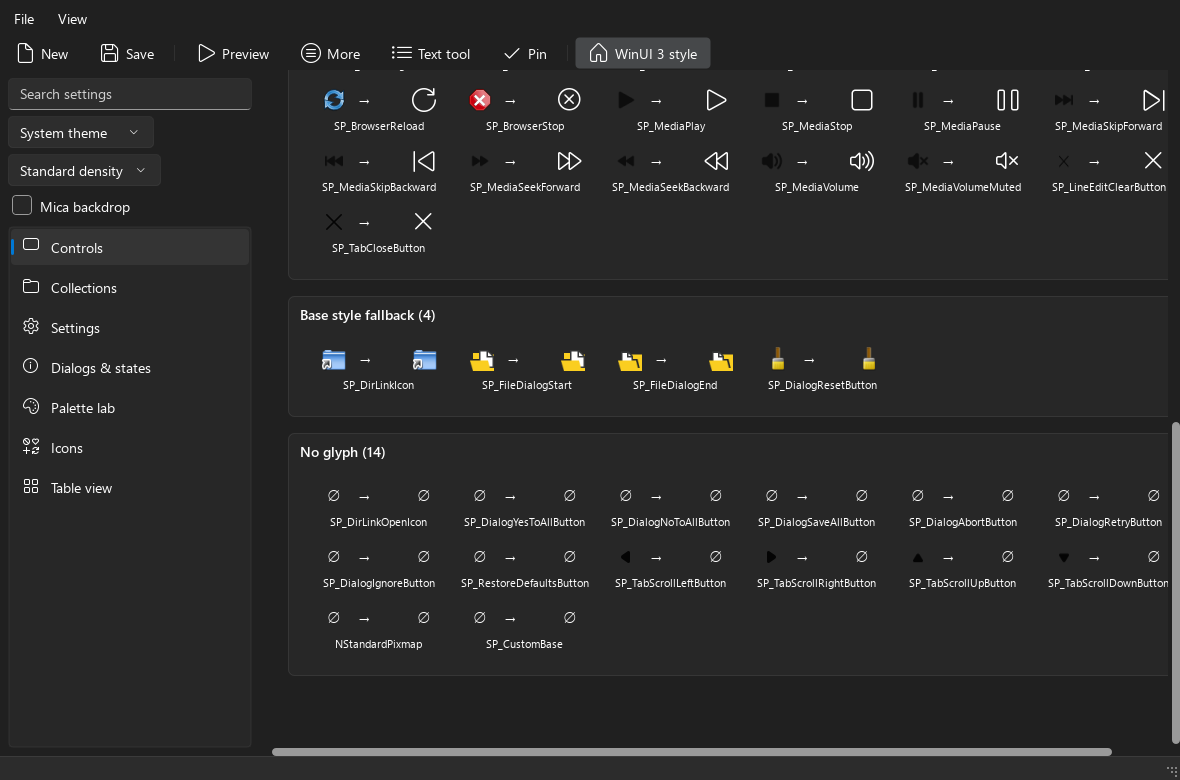 File View
New Save Preview More Text tool Pin WinUI 3 style
Search settings
System theme
Standard density
Mica backdrop
Controls
Collections
Settings
Dialogs & states
Palette lab
Icons
Table view
SP_BrowserReload SP_BrowserStop SP_MediaPlay SP_MediaStop SP_MediaPause SP_MediaSkipForward
SP_MediaSkipBackward SP_MediaSeekForward SP_MediaSeekBackward SP_MediaVolume SP_MediaVolumeMuted SP_LineEditClearButton
SP_TabCloseButton
Base style fallback (4)
SP_DirLinkIcon SP_FileDialogStart SP_FileDialogEnd SP_DialogResetButton
No glyph (14)
SP_DirLinkOpenIcon SP_DialogYesToAllButton SP_DialogNoToAllButton SP_DialogSaveAllButton SP_DialogAbortButton SP_DialogRetryButton
SP_DialogIgnoreButton SP_RestoreDefaultsButton SP_TabScrollLeftButton SP_TabScrollRightButton SP_TabScrollUpButton SP_TabScrollDownButton
NStandardPixmap SP_CustomBase